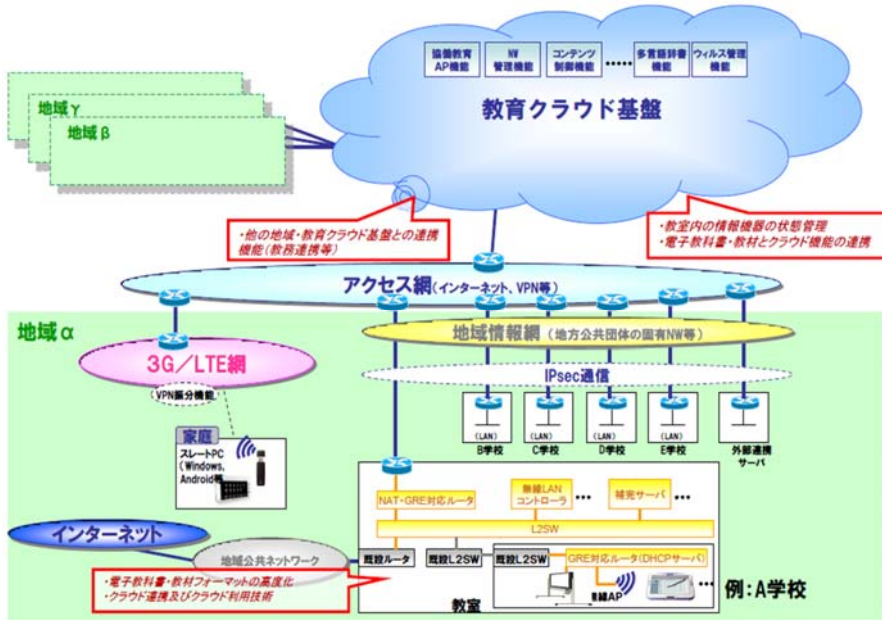 協働教育
AP機能
NW
管理機能
コンテンツ
制御機能
•••••
多言語辞書
機能
ウィルス管理
機能
教育クラウド基盤
地域γ
地域β
・他の地域・教育クラウド基盤との連携
機能(教務連携等)
・教室内の情報機器の状態管理
・電子教科書・教材とクラウド機能の連携
アクセス網(インターネット、VPN等)
地域α
地域情報網(地方公共団体の固有NW等)
3G/LTE網
VPN振分機能
IPsec通信
家庭
スレートPC
(Windows、
Android等
(LAN)
B学校
(LAN)
C学校
(LAN)
D学校
(LAN)
E学校
外部連携
サーバ
NAT・GRE対応ルータ
無線LAN
コントローラ
•••
補完サーバ
•••
L2SW
インターネット
地域公共ネットワーク
既設ルータ
既設L2SW
既設L2SW
GRE対応ルータ(DHCPサーバ)
・電子教科書・教材フォーマットの高度化
・クラウド連携及びクラウド利用技術
無線AP
•••
教室
例:A学校